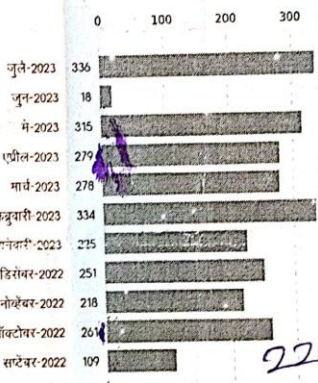 0 100 200 300
जुलै-2023 336
जुन-2023 18
मे-2023 315
एप्रील-2023 279
मार्च-2023 278
ब्रुवारी-2023 334
नेवारी-2023 225
डिसेंबर-2022 251
नोव्हेंबर-2022 218
ऑक्टोबर-2022 261
सप्टेंबर-2022 109
22